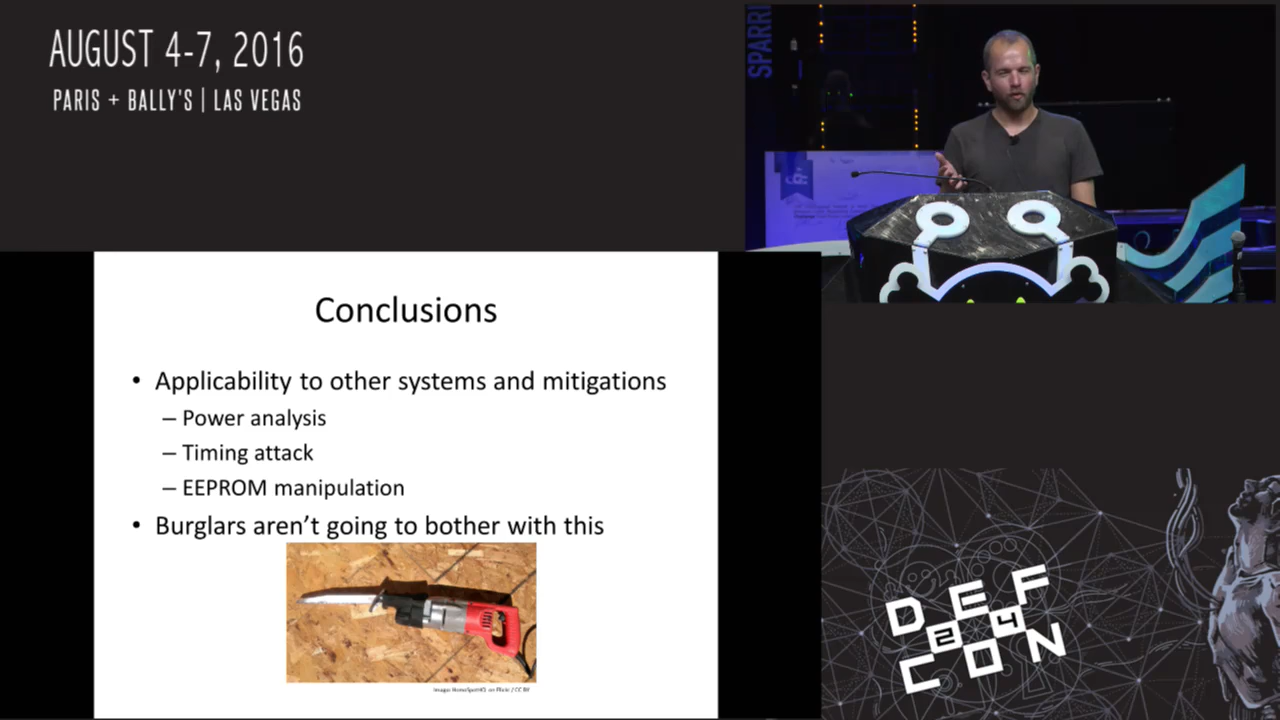 AUGUST 4-7, 2016
PARIS + BALLY'S | LAS VEGAS
SPARRI
Conclusions
• Applicability to other systems and mitigations
– Power analysis
– Timing attack
– EEPROM manipulation
• Burglars aren’t going to bother with this
DEF
24
CON